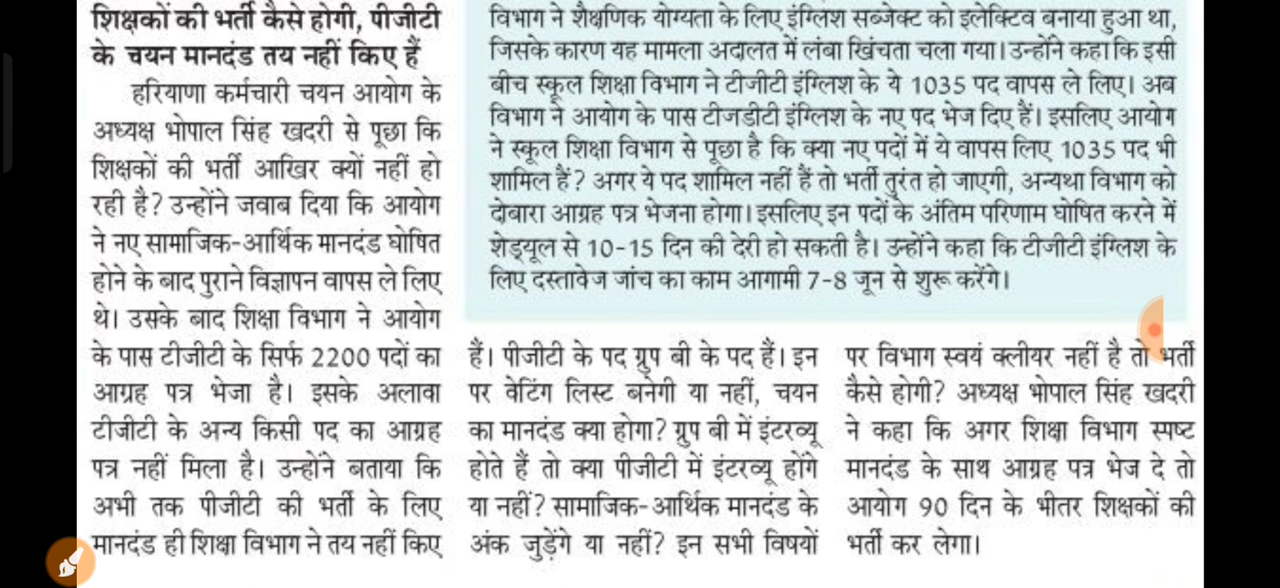 शिक्षकों की भर्ती कैसे होगी, पीजीटी
के चयन मानदंड तय नहीं किए हैं
हरियाणा कर्मचारी चयन आयोग के
अध्यक्ष भोपाल सिंह खदरी से पूछा कि
शिक्षकों की भर्ती आखिर क्यों नहीं हो
रही है? उन्होंने जवाब दिया कि आयोग
ने नए सामाजिक-आर्थिक मानदंड घोषित
होने के बाद पुराने विज्ञापन वापस ले लिए
थे। उसके बाद शिक्षा विभाग ने आयोग
के पास टीजीटी के सिर्फ 2200 पदों का
आग्रह पत्र भेजा है। इसके अलावा
टीजीटी के अन्य किसी पद का आग्रह
पत्र नहीं मिला है। उन्होंने बताया कि
अभी तक पीजीटी की भर्ती के लिए
मानदंड ही शिक्षा विभाग ने तय नहीं किए
विभाग ने शैक्षणिक योग्यता के लिए इंग्लिश सब्जेक्ट को इलेक्टिव बनाया हुआ था,
जिसके कारण यह मामला अदालत में लंबा खिंचता चला गया। उन्होंने कहा कि इसी
बीच स्कूल शिक्षा विभाग ने टीजीटी इंग्लिश के ये 1035 पद वापस ले लिए। अब
विभाग ने आयोग के पास टीजडीटी इंग्लिश के नए पद भेज दिए हैं। इसलिए आयोग
ने स्कूल शिक्षा विभाग से पूछा है कि क्या नए पदों में ये वापस लिए 1035 पद भी
शामिल हैं? अगर ये पद शामिल नहीं हैं तो भर्ती तुरंत हो जाएगी, अन्यथा विभाग को
दोबारा आग्रह पत्र भेजना होगा। इसलिए इन पदों के अंतिम परिणाम घोषित करने में
शेड्यूल से 10-15 दिन की देरी हो सकती है। उन्होंने कहा कि टीजीटी इंग्लिश के
लिए दस्तावेज जांच का काम आगामी 7-8 जून से शुरू करेंगे।
हैं। पीजीटी के पद ग्रुप बी के पद हैं। इन
पर वेटिंग लिस्ट बनेगी या नहीं, चयन
का मानदंड क्या होगा? ग्रुप बी में इंटरव्यू
होते हैं तो क्या पीजीटी में इंटरव्यू होंगे
या नहीं? सामाजिक-आर्थिक मानदंड के
अंक जुड़ेंगे या नहीं? इन सभी विषयों
पर विभाग स्वयं क्लीयर नहीं है तो भर्ती
कैसे होगी? अध्यक्ष भोपाल सिंह खदरी
ने कहा कि अगर शिक्षा विभाग स्पष्ट
मानदंड के साथ आग्रह पत्र भेज दे तो
आयोग 90 दिन के भीतर शिक्षकों की
भर्ती कर लेगा।